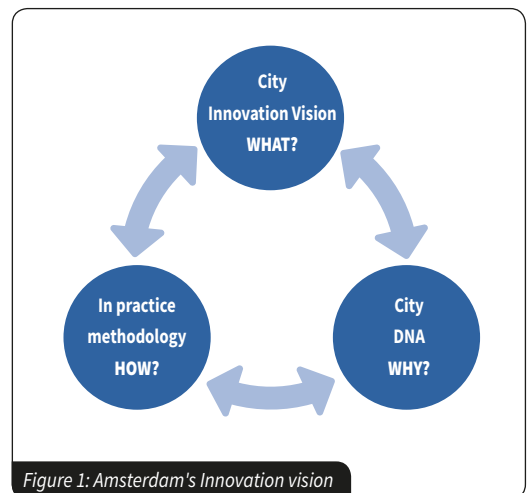 City
Innovation Vision
WHAT?
In practice
methodology
HOW?
City
DNA
WHY?
Figure 1: Amsterdam's Innovation vision